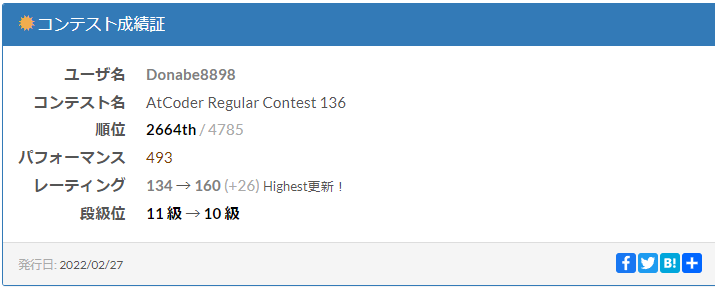 コンテスト成績証
ユーザ名 Donabe8898
コンテスト名 AtCoder Regular Contest 136
順位 2664th / 4785
パフォーマンス 493
レーティング 134 → 160 (+26) Highest更新！
段級位 11 級 → 10 級
発行日: 2022/02/27 B!